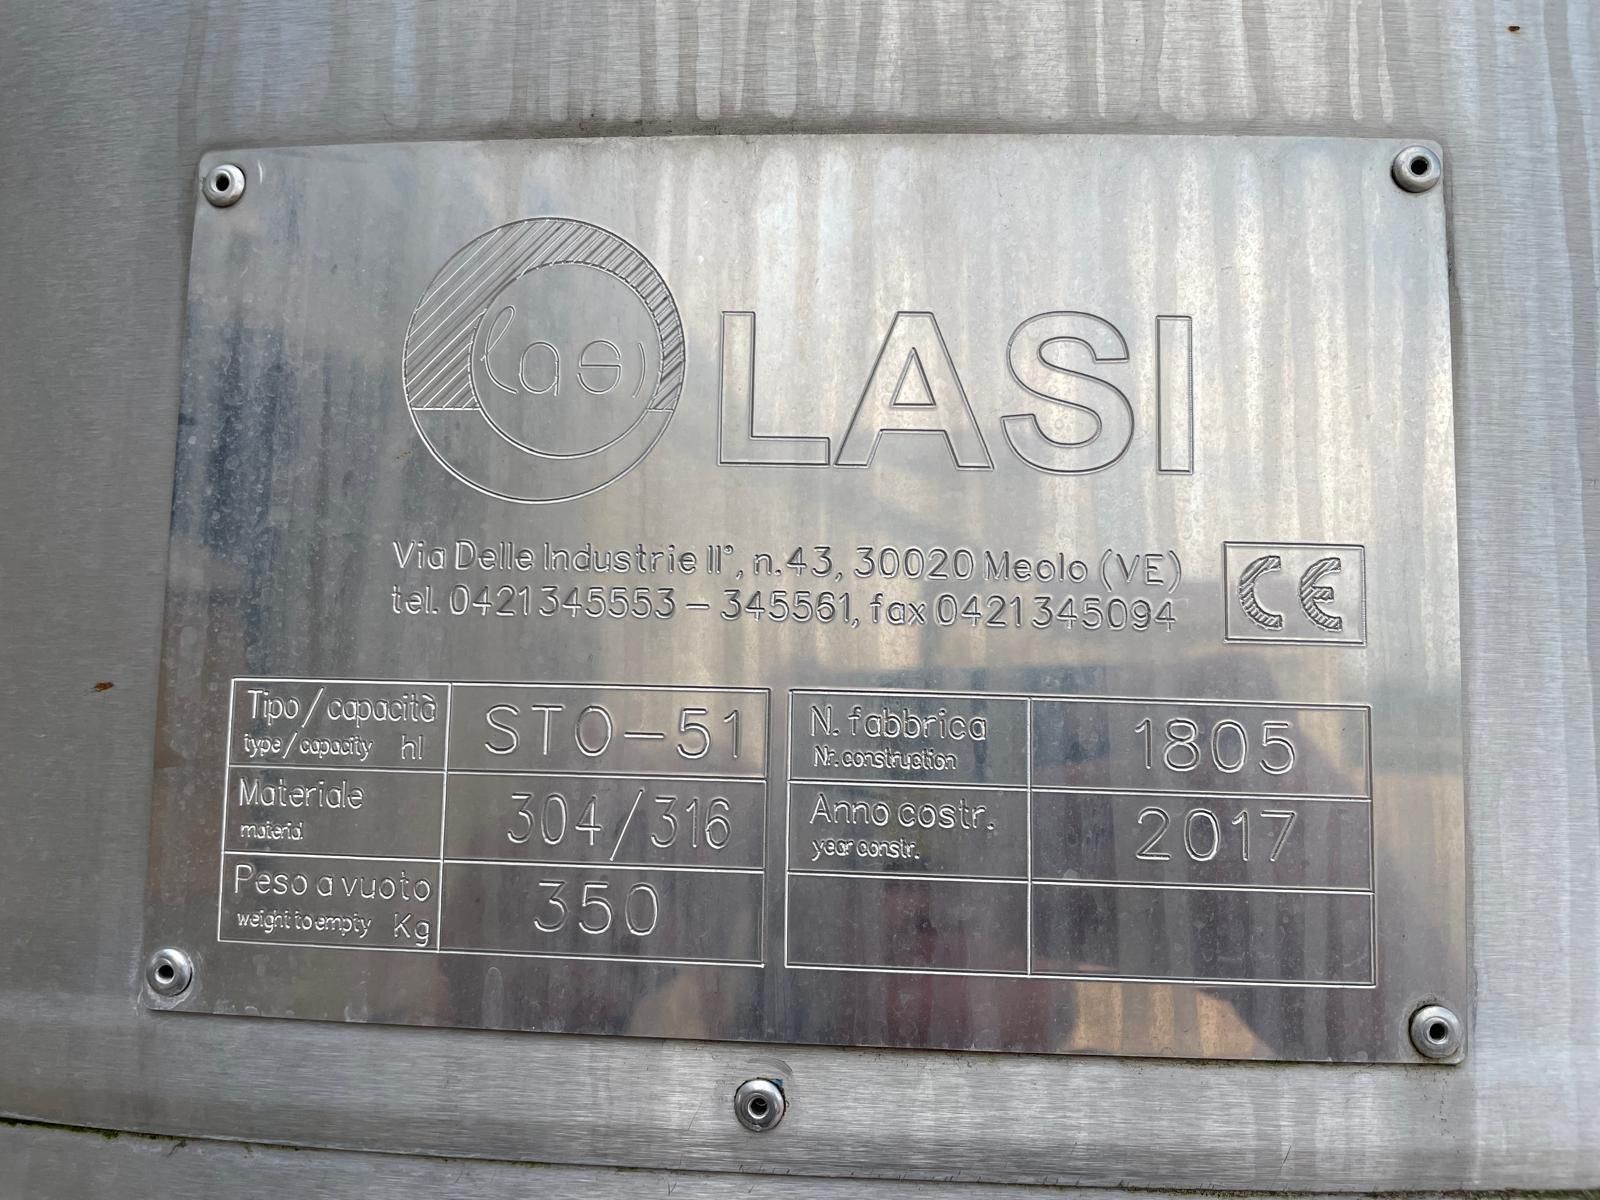 Lasi LASI
Via Delle Industrie II°, n.43, 30020 Meolo (VE)
tel. 0421345553 - 345561, fax 0421345094
CE
Tipo/capacità
type/capacity hl
STO-51
Materiale
material
304/316
Peso a vuoto
weight to empty Kg
350
N. fabbrica
Nr. construction
1805
Anno costr.
year constr.
2017